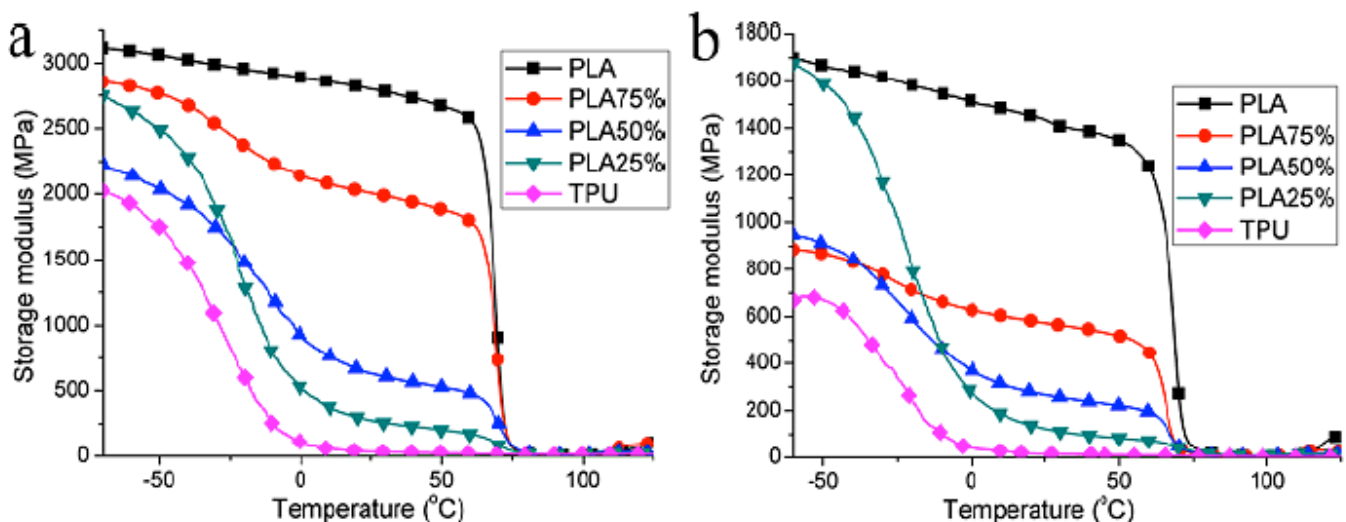 a
3000
2500
2000
1500
1000
500
0
Storage modulus (MPa)
-50
0
50
100
Temperature (°C)
PLA
PLA75%
PLA50%
PLA25%
TPU
b
1800
1600
1400
1200
1000
800
600
400
200
0
Storage modulus (MPa)
-50
0
50
100
Temperature (°C)
PLA
PLA75%
PLA50%
PLA25%
TPU